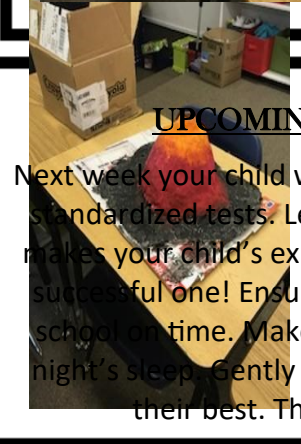 UPCOMIN
Next week your child w
standardized tests. Le
makes your child's ex
successful one! Ensu
school on time. Make
night's sleep. Gently
their best. Th